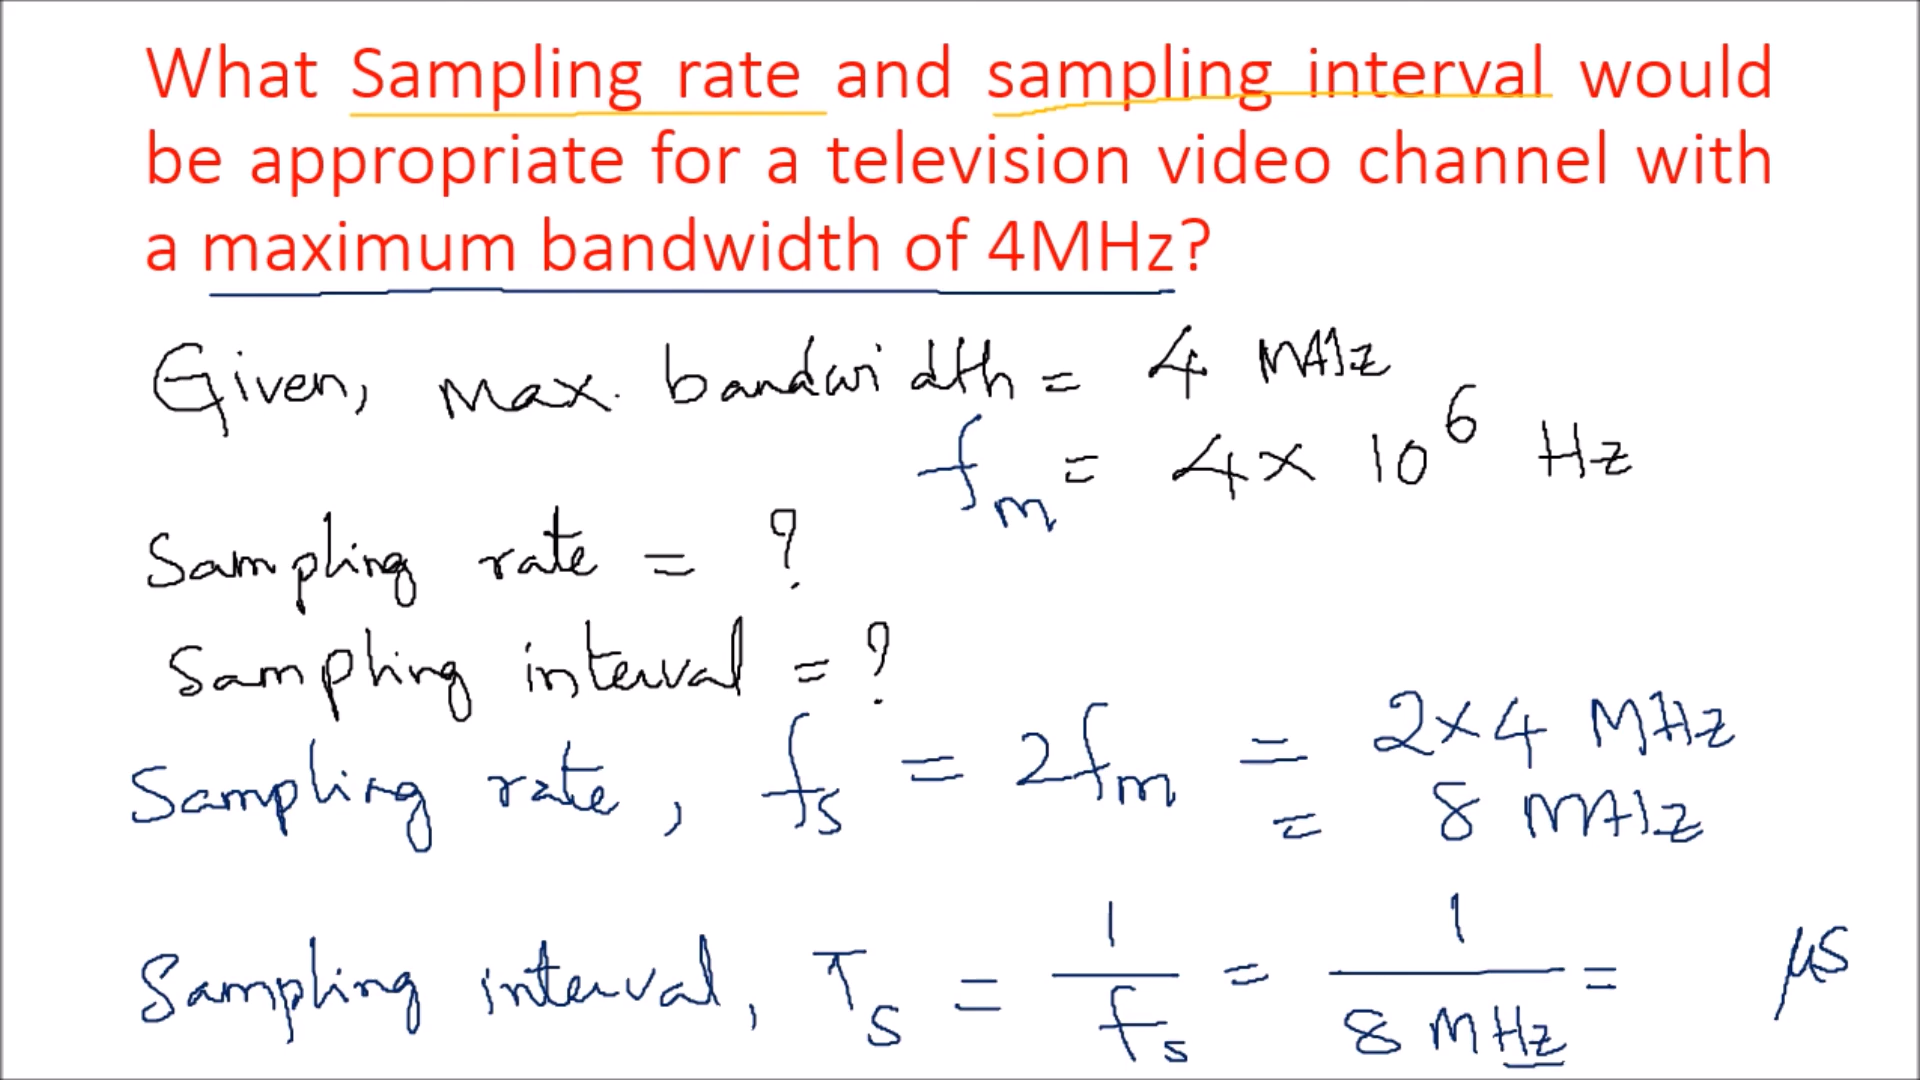 What Sampling rate and sampling interval would
be appropriate for a television video channel with
a maximum bandwidth of 4MHz?
Given, Max. bandwidth = 4 MHz
fm = 4 × 10⁶ Hz
Sampling rate = ?
Sampling interval = ?
Sampling rate, fs = 2fm = 2×4 MHz
= 8 MHz
Sampling interval, Ts = 1/fs = 1/8 MHz = μs